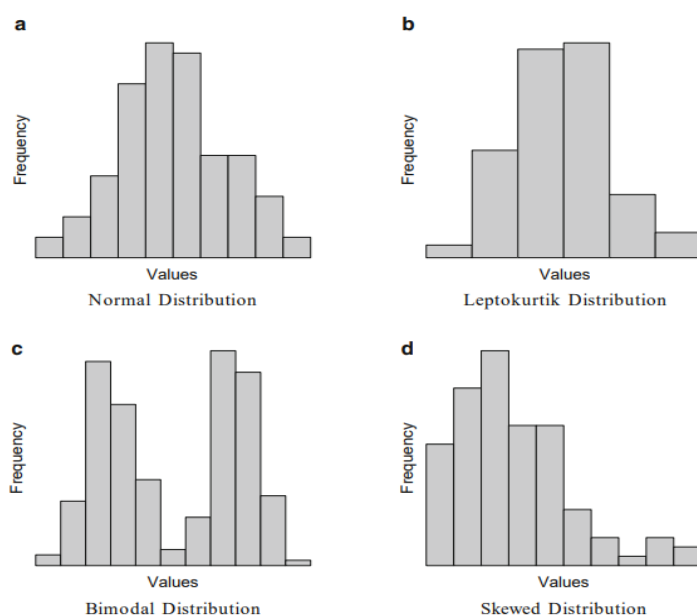 a
Frequency
Values
Normal Distribution
b
Frequency
Values
Leptokurtik Distribution
c
Frequency
Values
Bimodal Distribution
d
Frequency
Values
Skewed Distribution